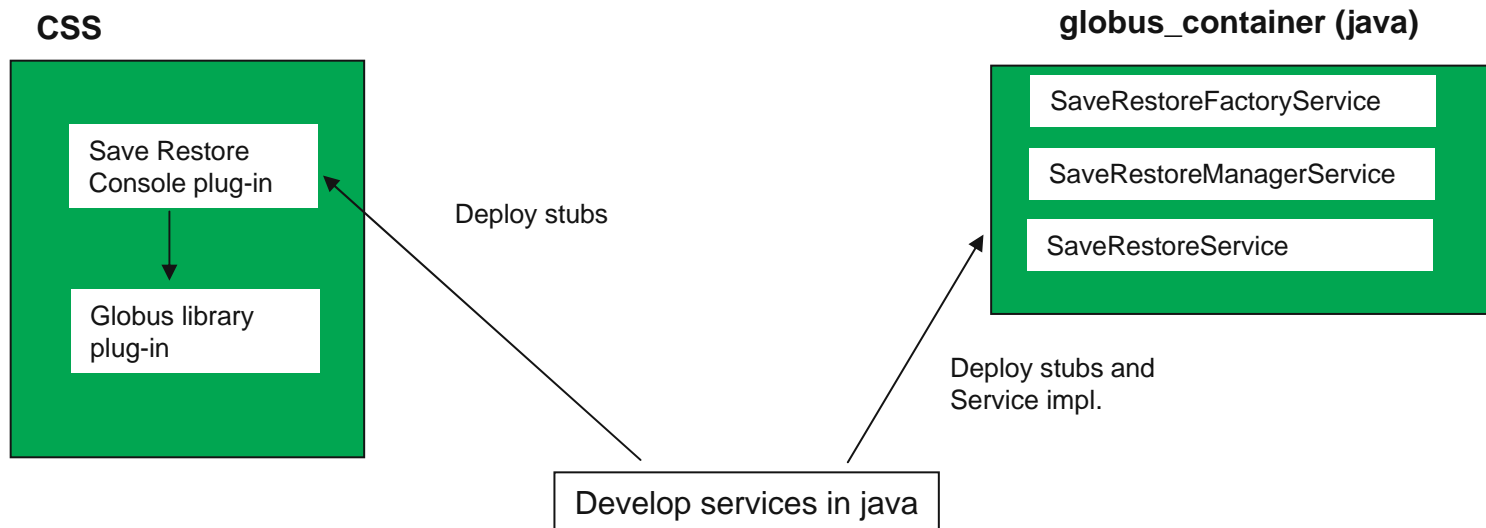 CSS
globus_container (java)
Save Restore
Console plug-in
Globus library
plug-in
Deploy stubs
SaveRestoreFactoryService
SaveRestoreManagerService
SaveRestoreService
Deploy stubs and
Service impl.
Develop services in java